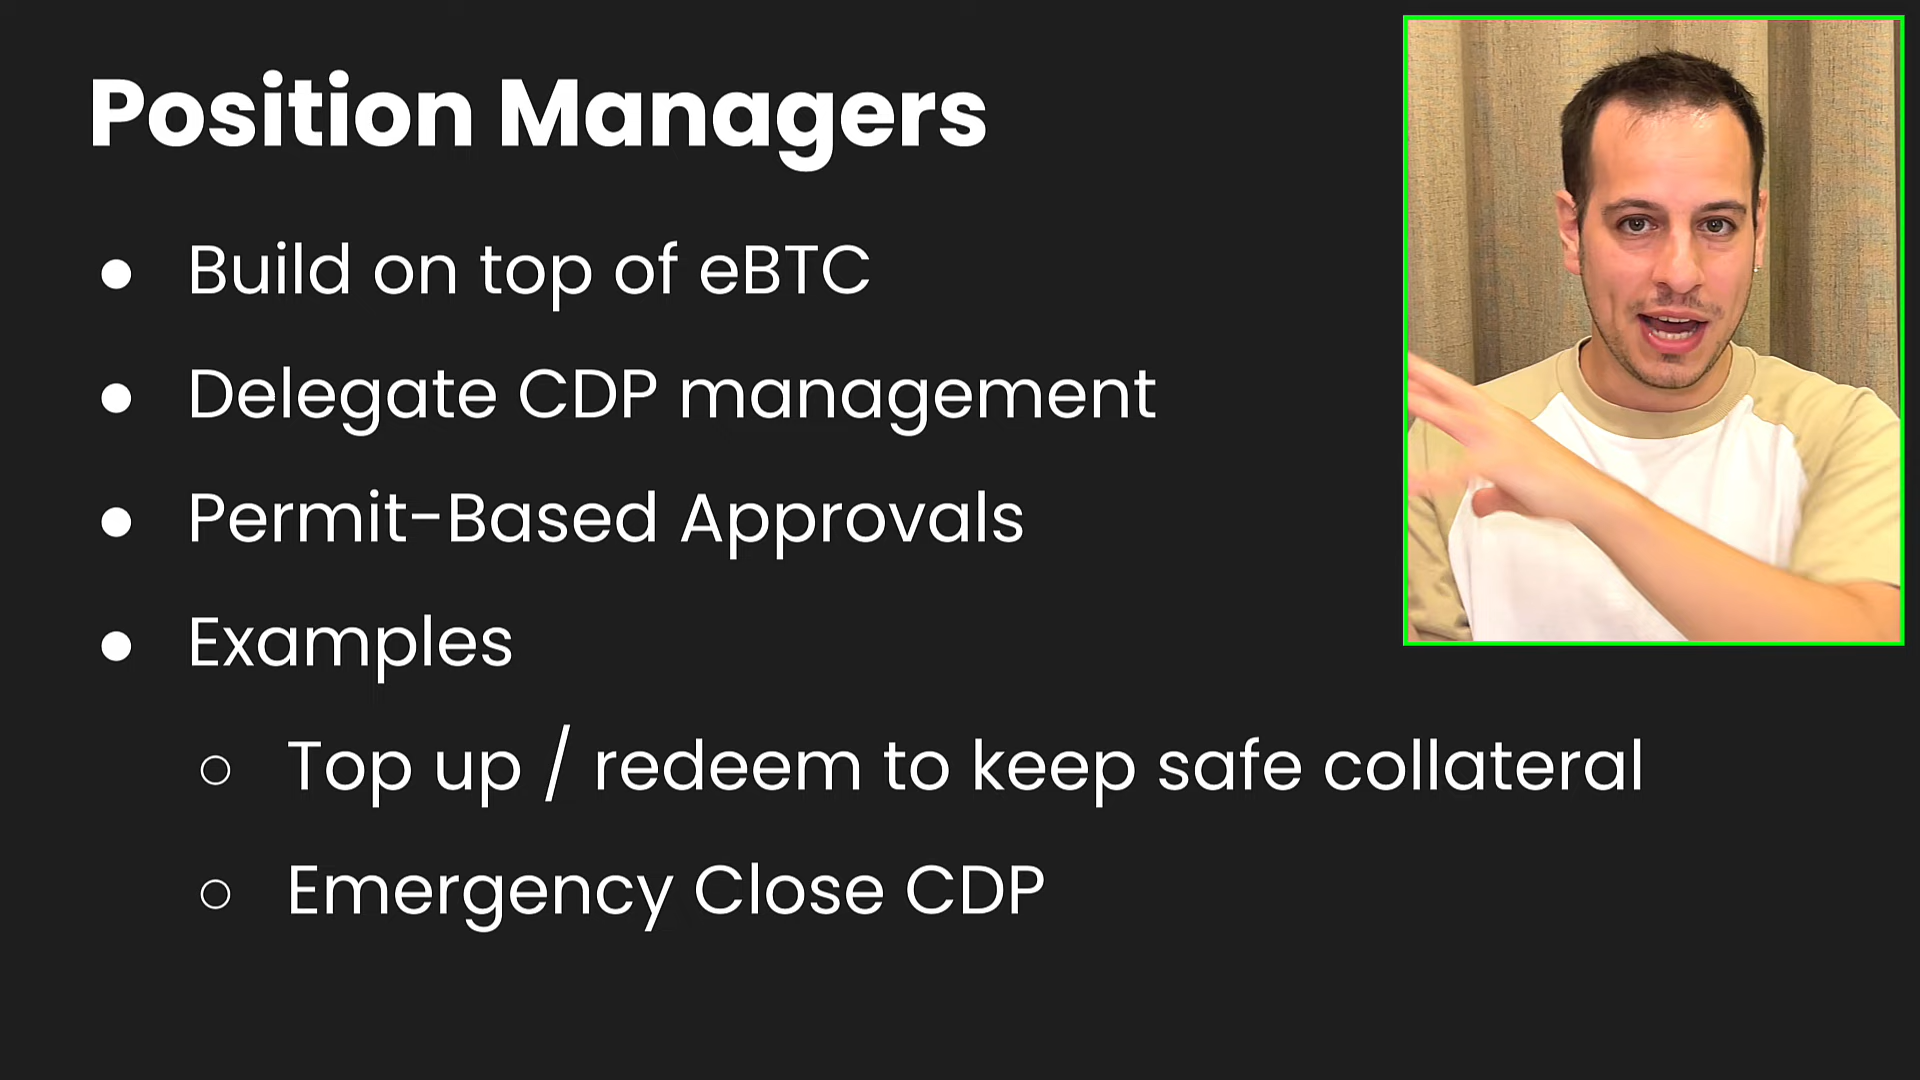 Position Managers
Build on top of eBTC
Delegate CDP management
Permit-Based Approvals
Examples
Top up / redeem to keep safe collateral
Emergency Close CDP